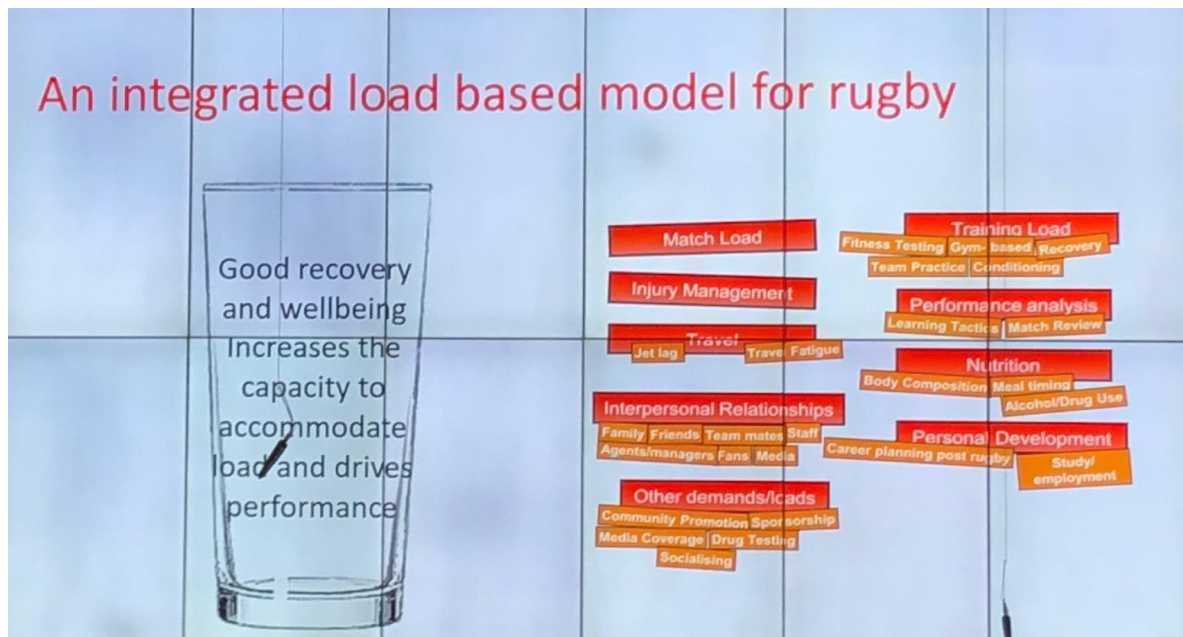 An integrated load based model for rugby
Good recovery
and wellbeing
Increases the
capacity to
accommodate
load and drives
performance
Match Load
Injury Management
Travel
Jet lag
Travel Fatigue
Interpersonal Relationships
Family Friends Team mates Staff
Agents/managers Fans Media
Other demands/loads
Community Promotion Sponsorship
Media Coverage Drug Testing
Socialising
Training Load
Fitness Testing Gym-based Recovery
Team Practice Conditioning
Performance analysis
Learning Tactics Match Review
Nutrition
Body Composition Meal timing
Alcohol/Drug Use
Personal Development
Career planning post rugby
Study/
employment